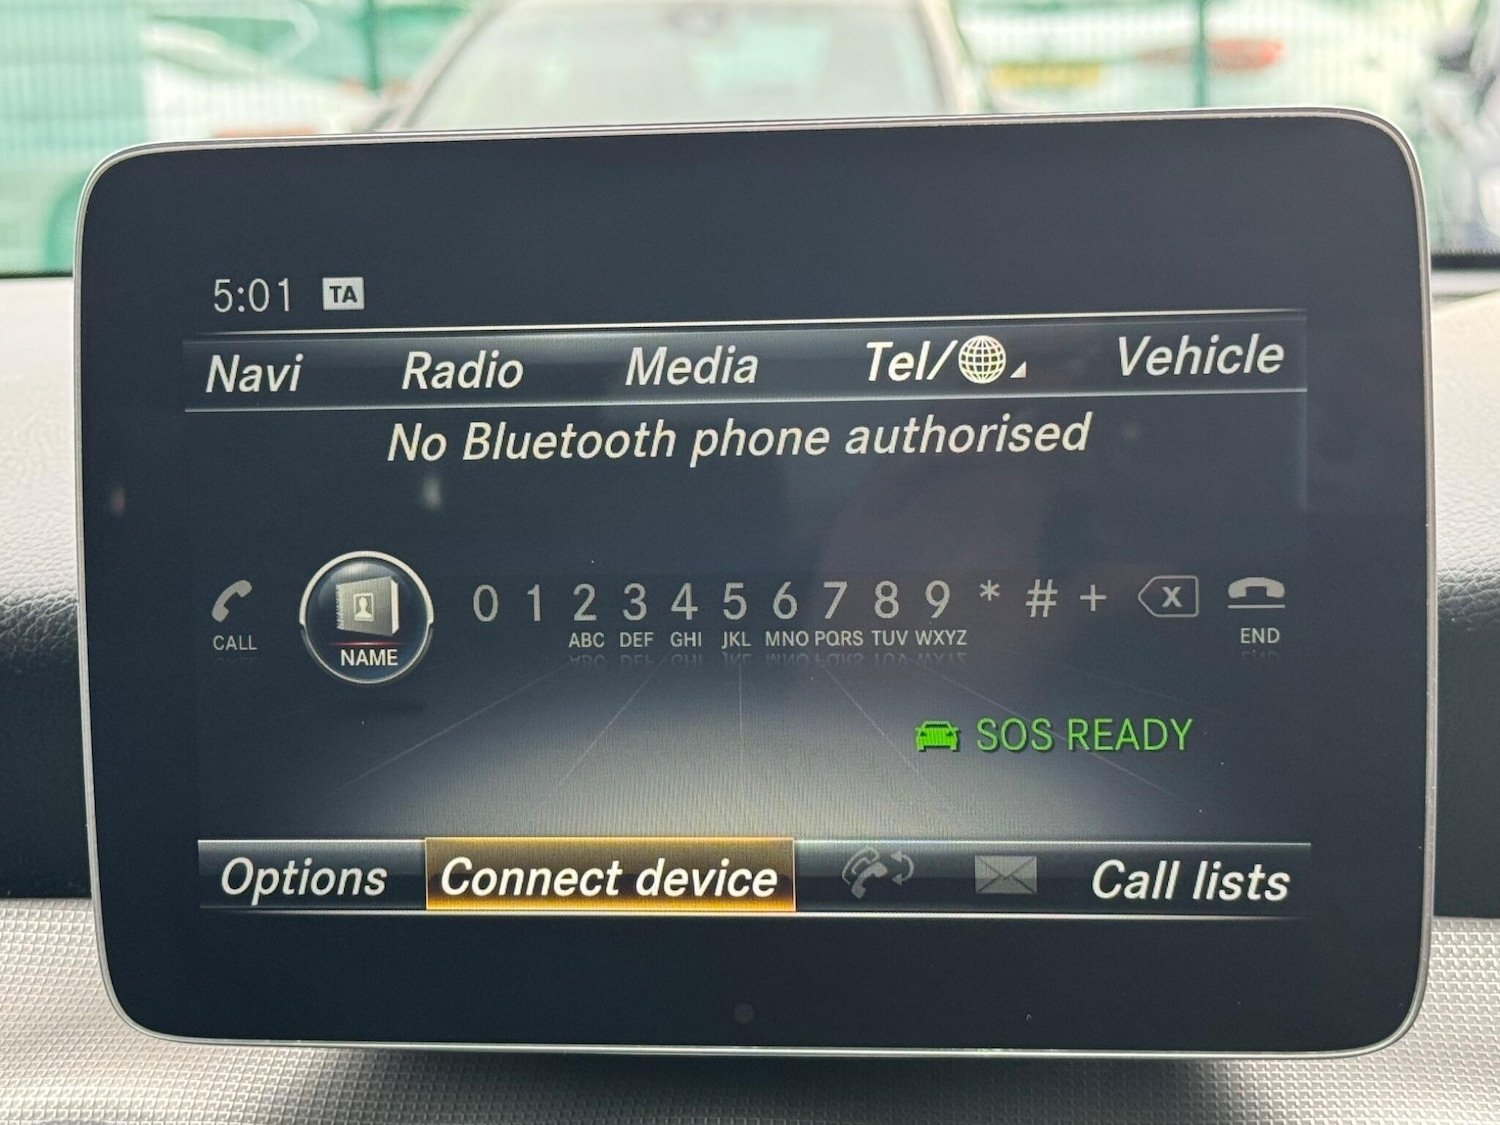 5:01 TA
Navi Radio Media Tel/ Vehicle
No Bluetooth phone authorised
0 1 2 3 4 5 6 7 8 9 * # + X
CALL NAME ABC DEF GHI JKL MNO PQRS TUV WXYZ END
SOS READY
Options Connect device Call lists